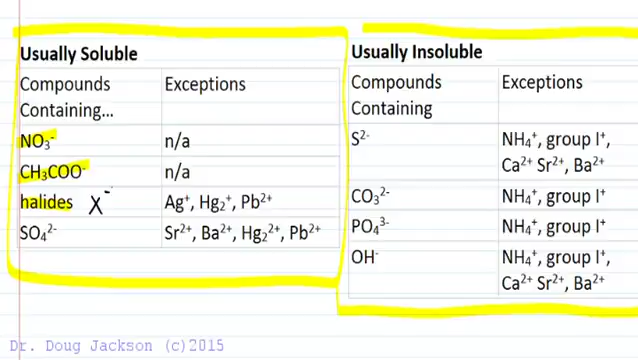 Usually Soluble
Compounds Containing... Exceptions
NO₃⁻ n/a
CH₃COO⁻ n/a
halides X⁻ Ag⁺, Hg₂⁺, Pb²⁺
SO₄²⁻ Sr²⁺, Ba²⁺, Hg₂²⁺, Pb²⁺
Usually Insoluble
Compounds Containing Exceptions
S²⁻ NH₄⁺, group I⁺,
Ca²⁺ Sr²⁺, Ba²⁺
CO₃²⁻ NH₄⁺, group I⁺
PO₄³⁻ NH₄⁺, group I⁺
OH⁻ NH₄⁺, group I⁺,
Ca²⁺ Sr²⁺, Ba²⁺
Dr. Doug Jackson (c)2015